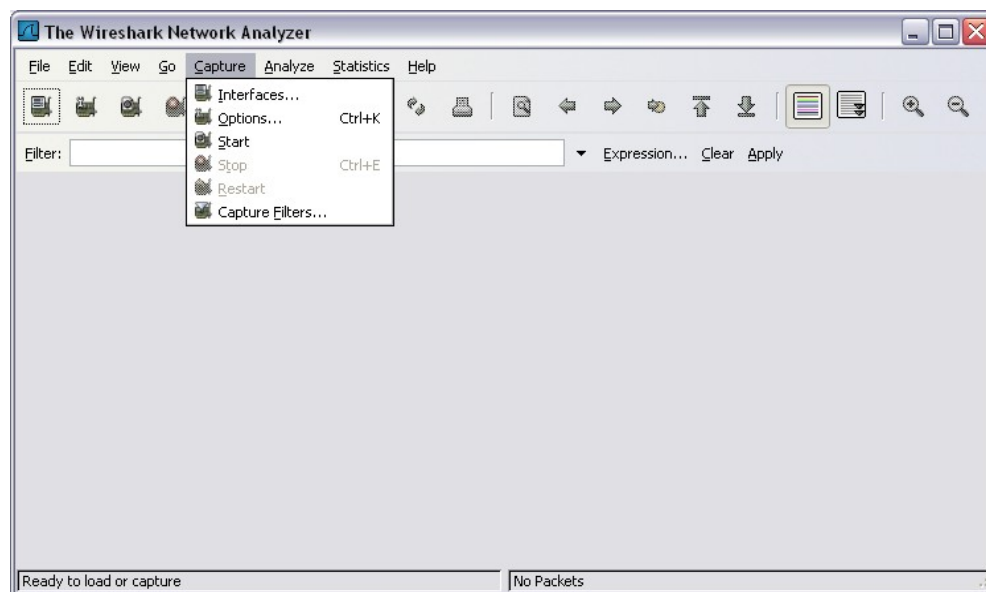 The Wireshark Network Analyzer
File Edit View Go Capture Analyze Statistics Help
Interfaces...
Options... Ctrl+K
Start
Stop Ctrl+E
Restart
Capture Filters...
Filter: Expression... Clear Apply
Ready to load or capture No Packets